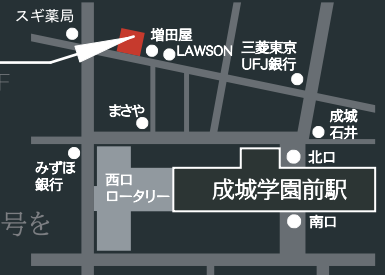 スギ薬局
増田屋
LAWSON
三菱東京
UFJ銀行
まさや
成城
石井
みずほ
銀行
西口
ロータリー
北口
成城学園前駅
南口
号を